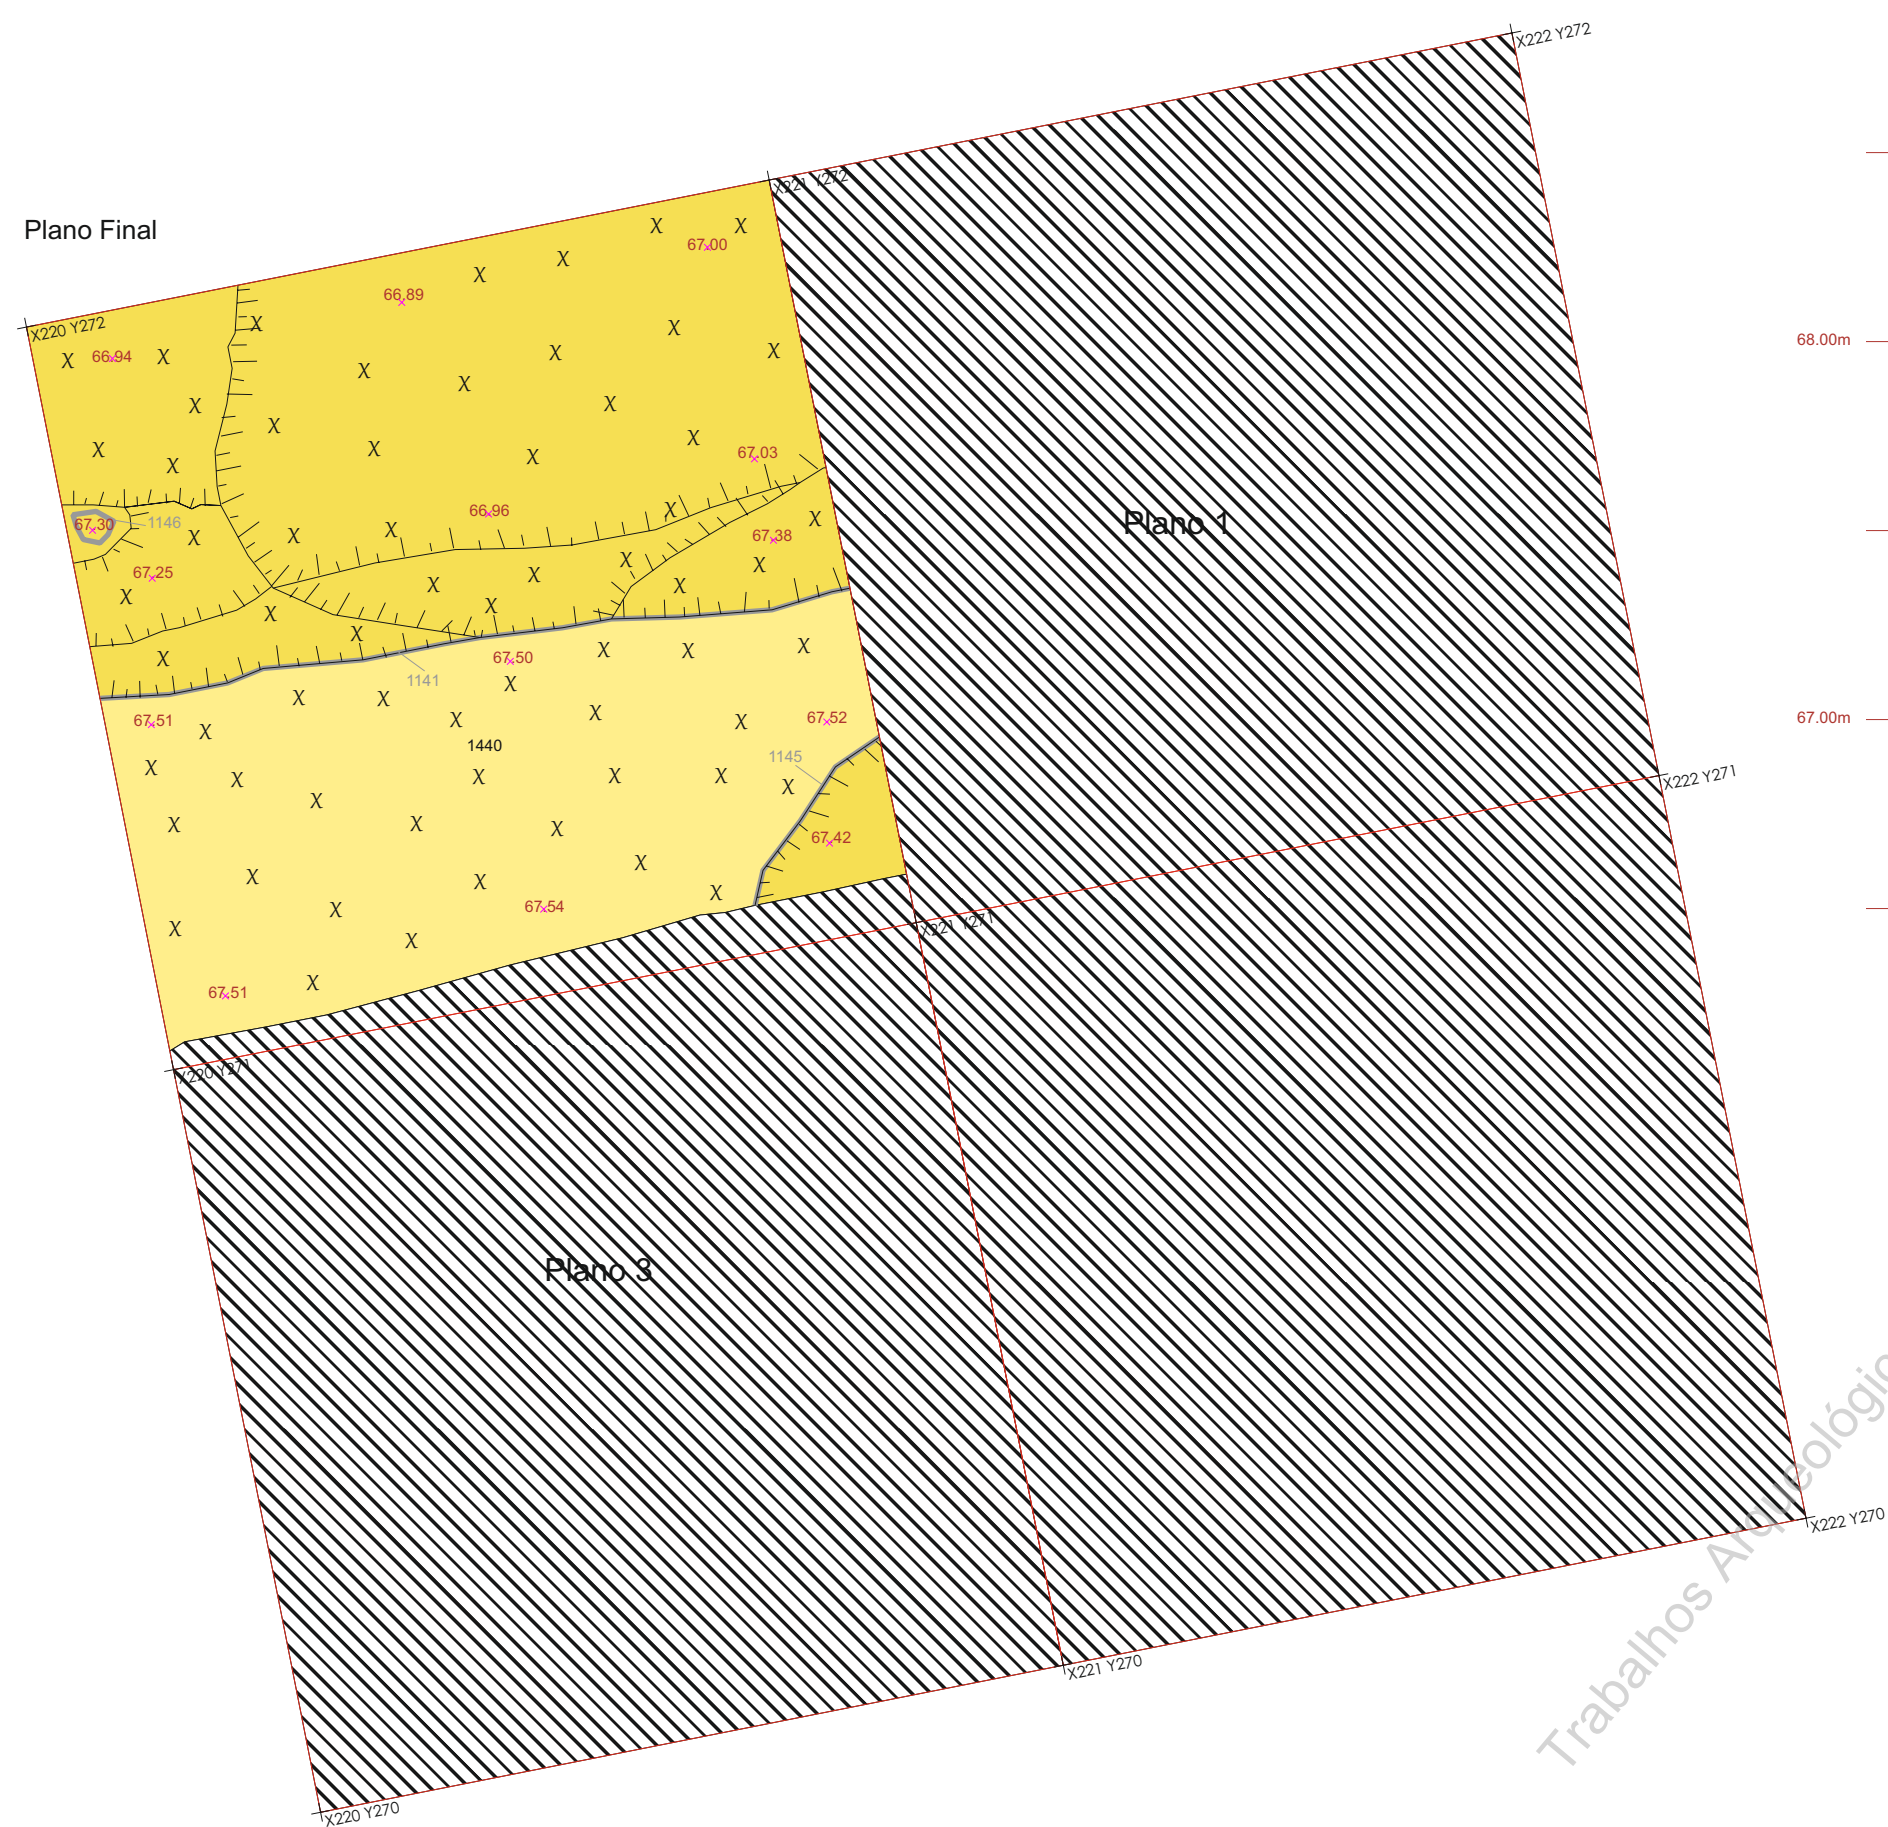 X222 Y272
X221 Y272
Plano Final
67.00
66.89
X220 Y272
66.94
68.00m
67.03
66.96
1146
67.30
Plano 1
67.38
67.25
67.50
1141
67.51
67.52
67.00m
1440
1145
X222 Y271
67.42
67.54
X221 Y271
67.51
X220 Y271
Plano 3
X222 Y270
Trabalhos Arqueológic
X221 Y270
X220 Y270